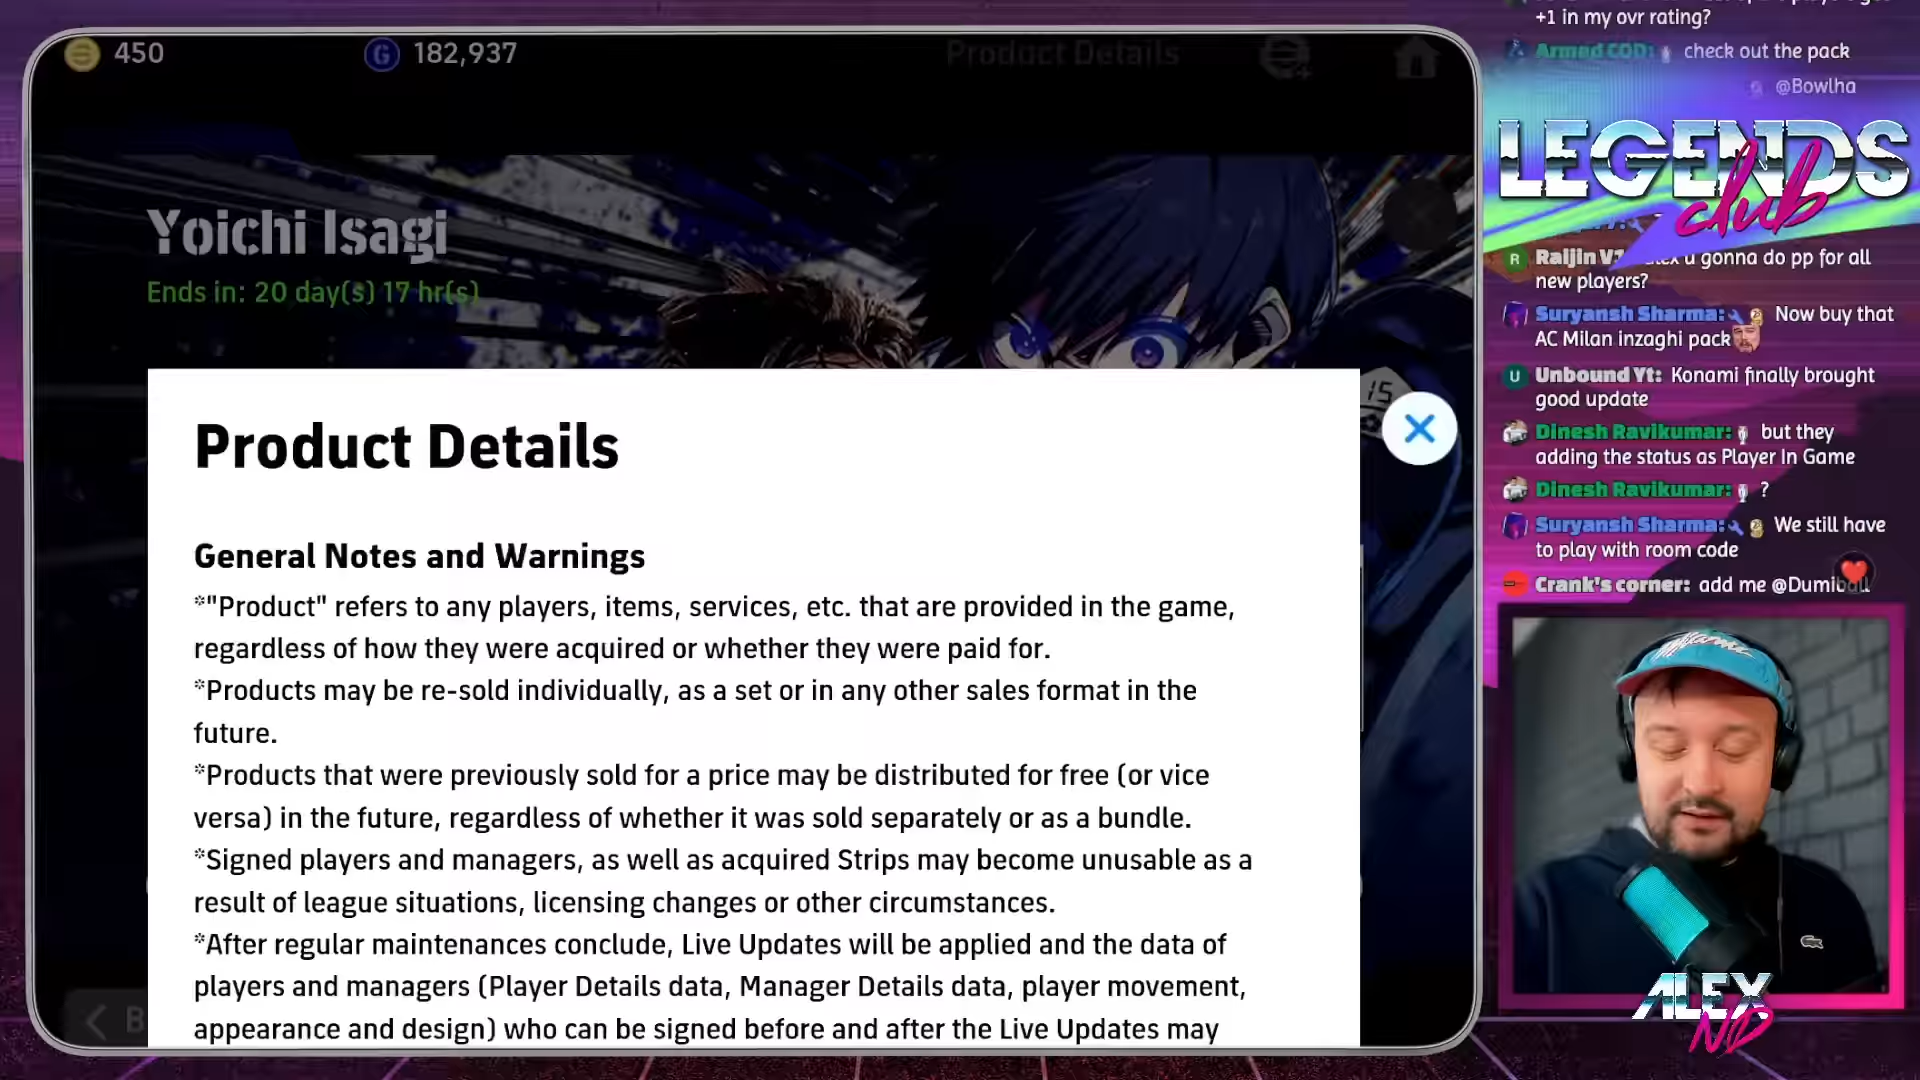 450
G 182,937
Product Details
Yoichi Isagi
Ends in: 20 day(s) 17 hr(s)
Product Details
General Notes and Warnings
*"Product" refers to any players, items, services, etc. that are provided in the game,
regardless of how they were acquired or whether they were paid for.
*Products may be re-sold individually, as a set or in any other sales format in the
future.
*Products that were previously sold for a price may be distributed for free (or vice
versa) in the future, regardless of whether it was sold separately or as a bundle.
*Signed players and managers, as well as acquired Strips may become unusable as a
result of league situations, licensing changes or other circumstances.
*After regular maintenances conclude, Live Updates will be applied and the data of
players and managers (Player Details data, Manager Details data, player movement,
appearance and design) who can be signed before and after the Live Updates may
B
15
+1 in my ovr rating?
Armed COD: check out the pack
@Bowlha
LEGENDS
club
R Raijin V1 u gonna do pp for all
new players?
Suryansh Sharma: Now buy that
AC Milan inzaghi pack
U Unbound Yt: Konami finally brought
good update
Dinesh Ravikumar: but they
adding the status as Player In Game
Dinesh Ravikumar: ?
Suryansh Sharma: We still have
to play with room code
Crank's corner: add me @Dumiball
Miami
ALEX
ND